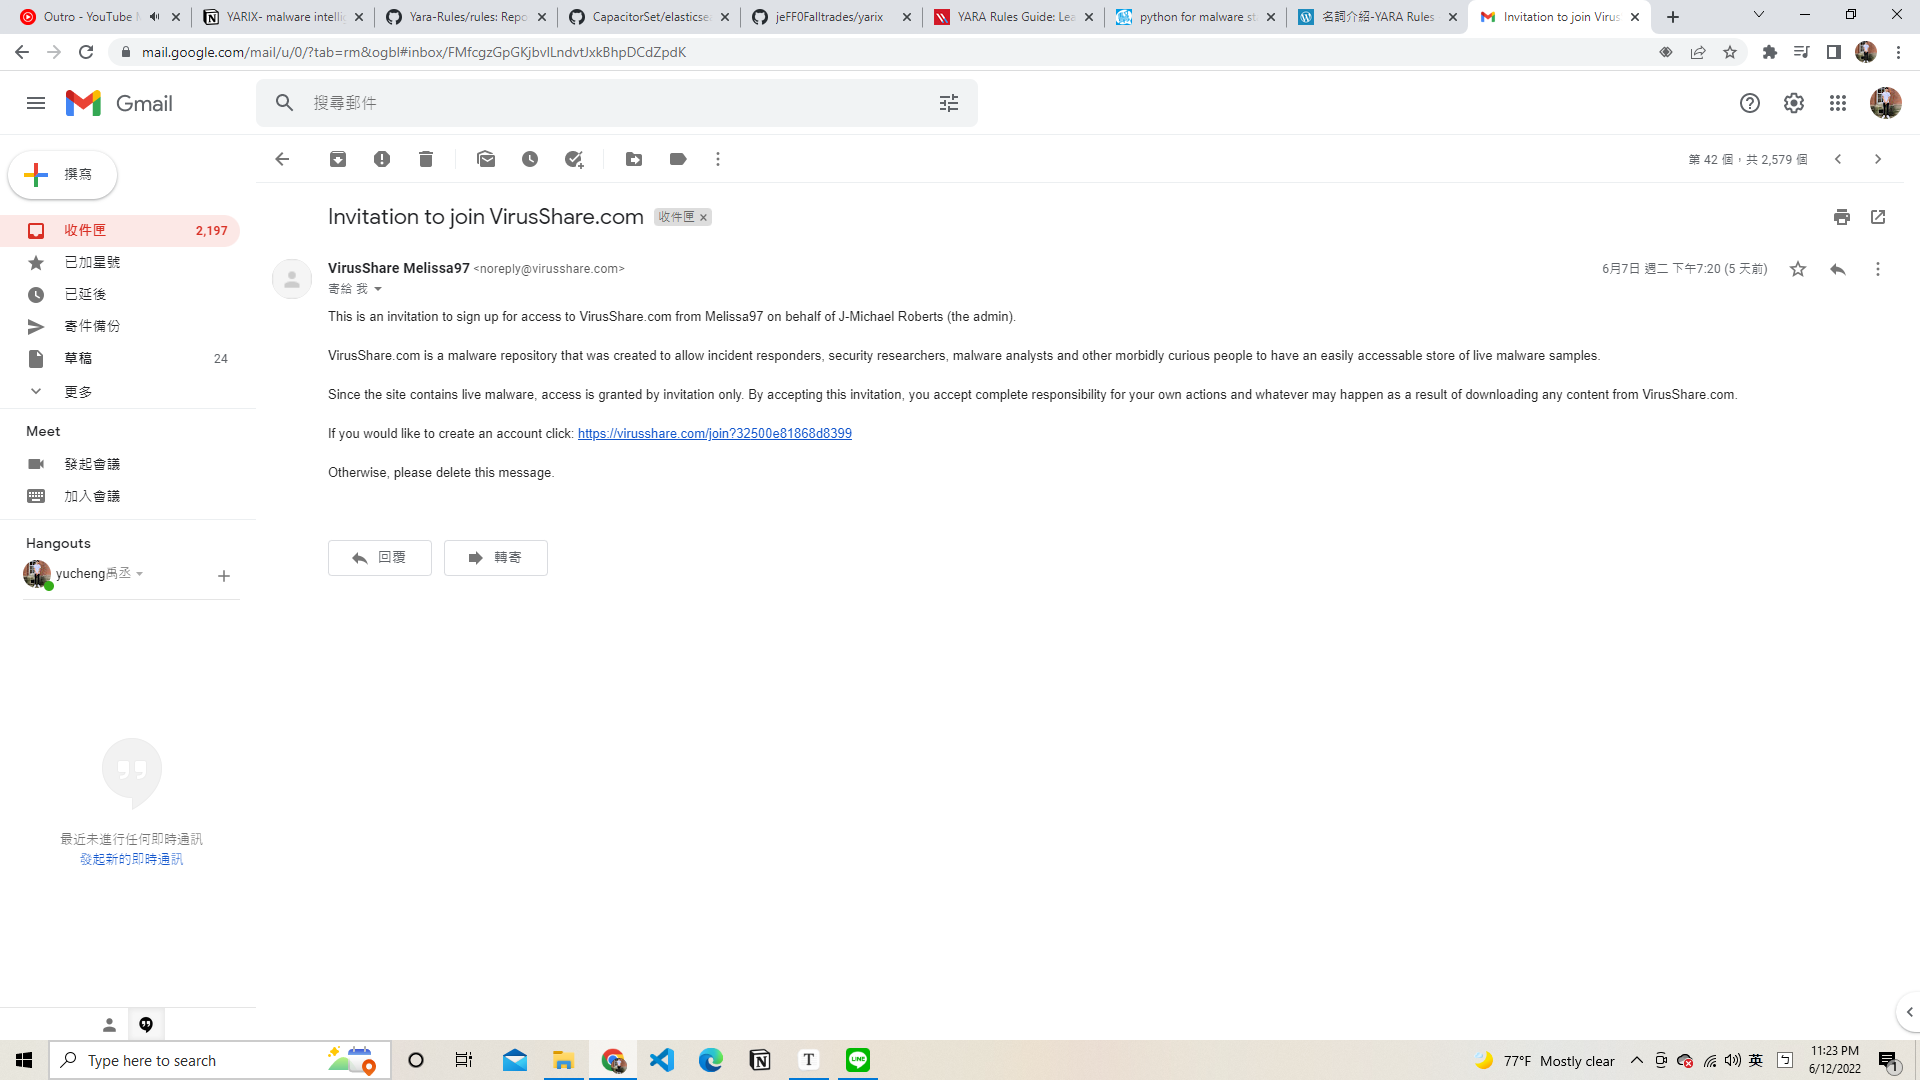 Outro - YouTube M
YARIX- malware intellig
Yara-Rules/rules: Repo
CapacitorSet/elasticsea
jeFF0Falltrades/yarix
YARA Rules Guide: Lea
python for malware sta
名詞介紹-YARA Rules
Invitation to join Virus
mail.google.com/mail/u/0/?tab=rm&ogbl#inbox/FMfcgzGpGKjbvlLndvtJxkBhpDCdZpdK
Gmail
搜尋郵件
撰寫
第 42 個，共 2,579 個
收件匣 2,197
已加星號
已延後
寄件備份
草稿 24
更多
Meet
發起會議
加入會議
Hangouts
yucheng禹丞
最近未進行任何即時通訊
發起新的即時通訊
Invitation to join VirusShare.com 收件匣 ×
VirusShare Melissa97 <noreply@virusshare.com>
6月7日 週二 下午7:20 (5 天前)
寄給 我
This is an invitation to sign up for access to VirusShare.com from Melissa97 on behalf of J-Michael Roberts (the admin).
VirusShare.com is a malware repository that was created to allow incident responders, security researchers, malware analysts and other morbidly curious people to have an easily accessable store of live malware samples.
Since the site contains live malware, access is granted by invitation only. By accepting this invitation, you accept complete responsibility for your own actions and whatever may happen as a result of downloading any content from VirusShare.com.
If you would like to create an account click: https://virusshare.com/join?32500e81868d8399
Otherwise, please delete this message.
回覆
轉寄
Type here to search
T
LINE
77°F Mostly clear
英
ㄅ
11:23 PM
6/12/2022
1